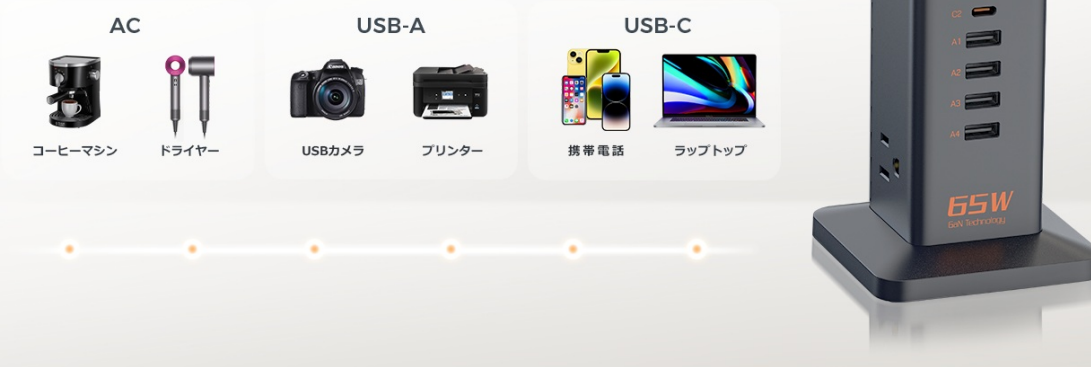 AC
USB-A
USB-C
コーヒーマシン
ドライヤー
USBカメラ
プリンター
携帯電話
ラップトップ
C2
A1
A2
A3
A4
65W
GaN Technology
Canon